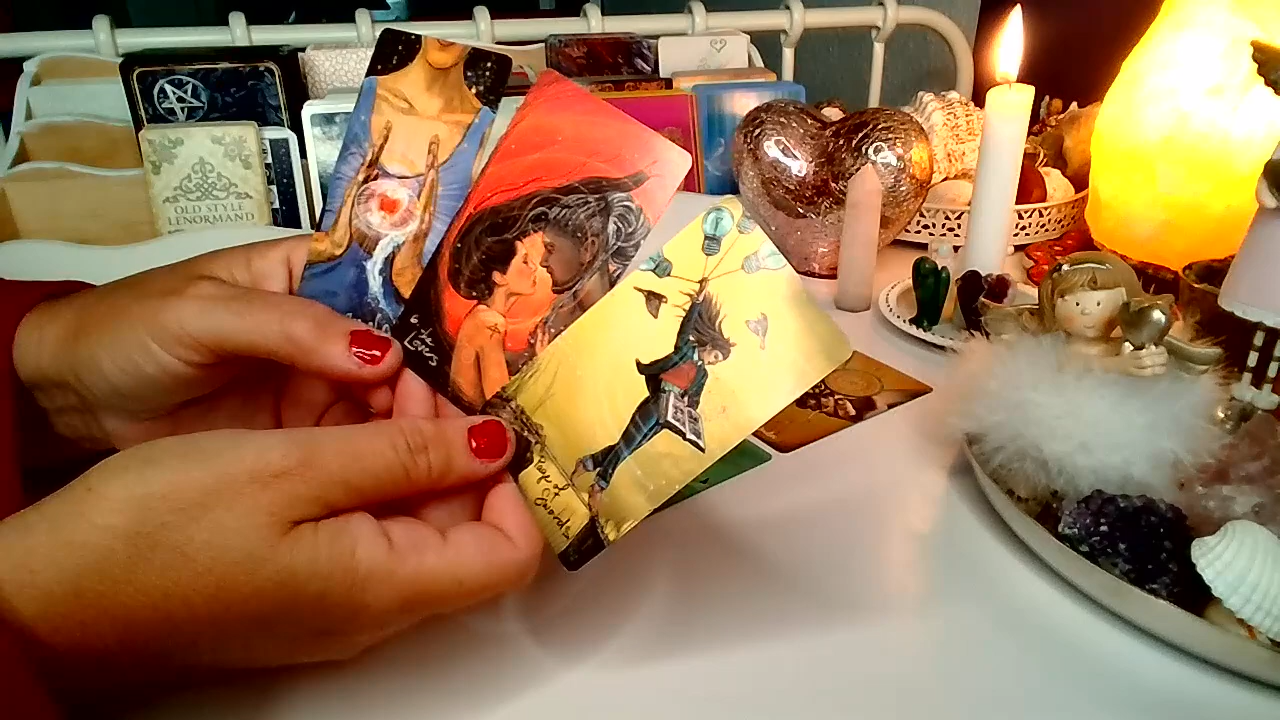 OLD STYLE
LENORMAND
6. the
Lovers
Page of
Swords